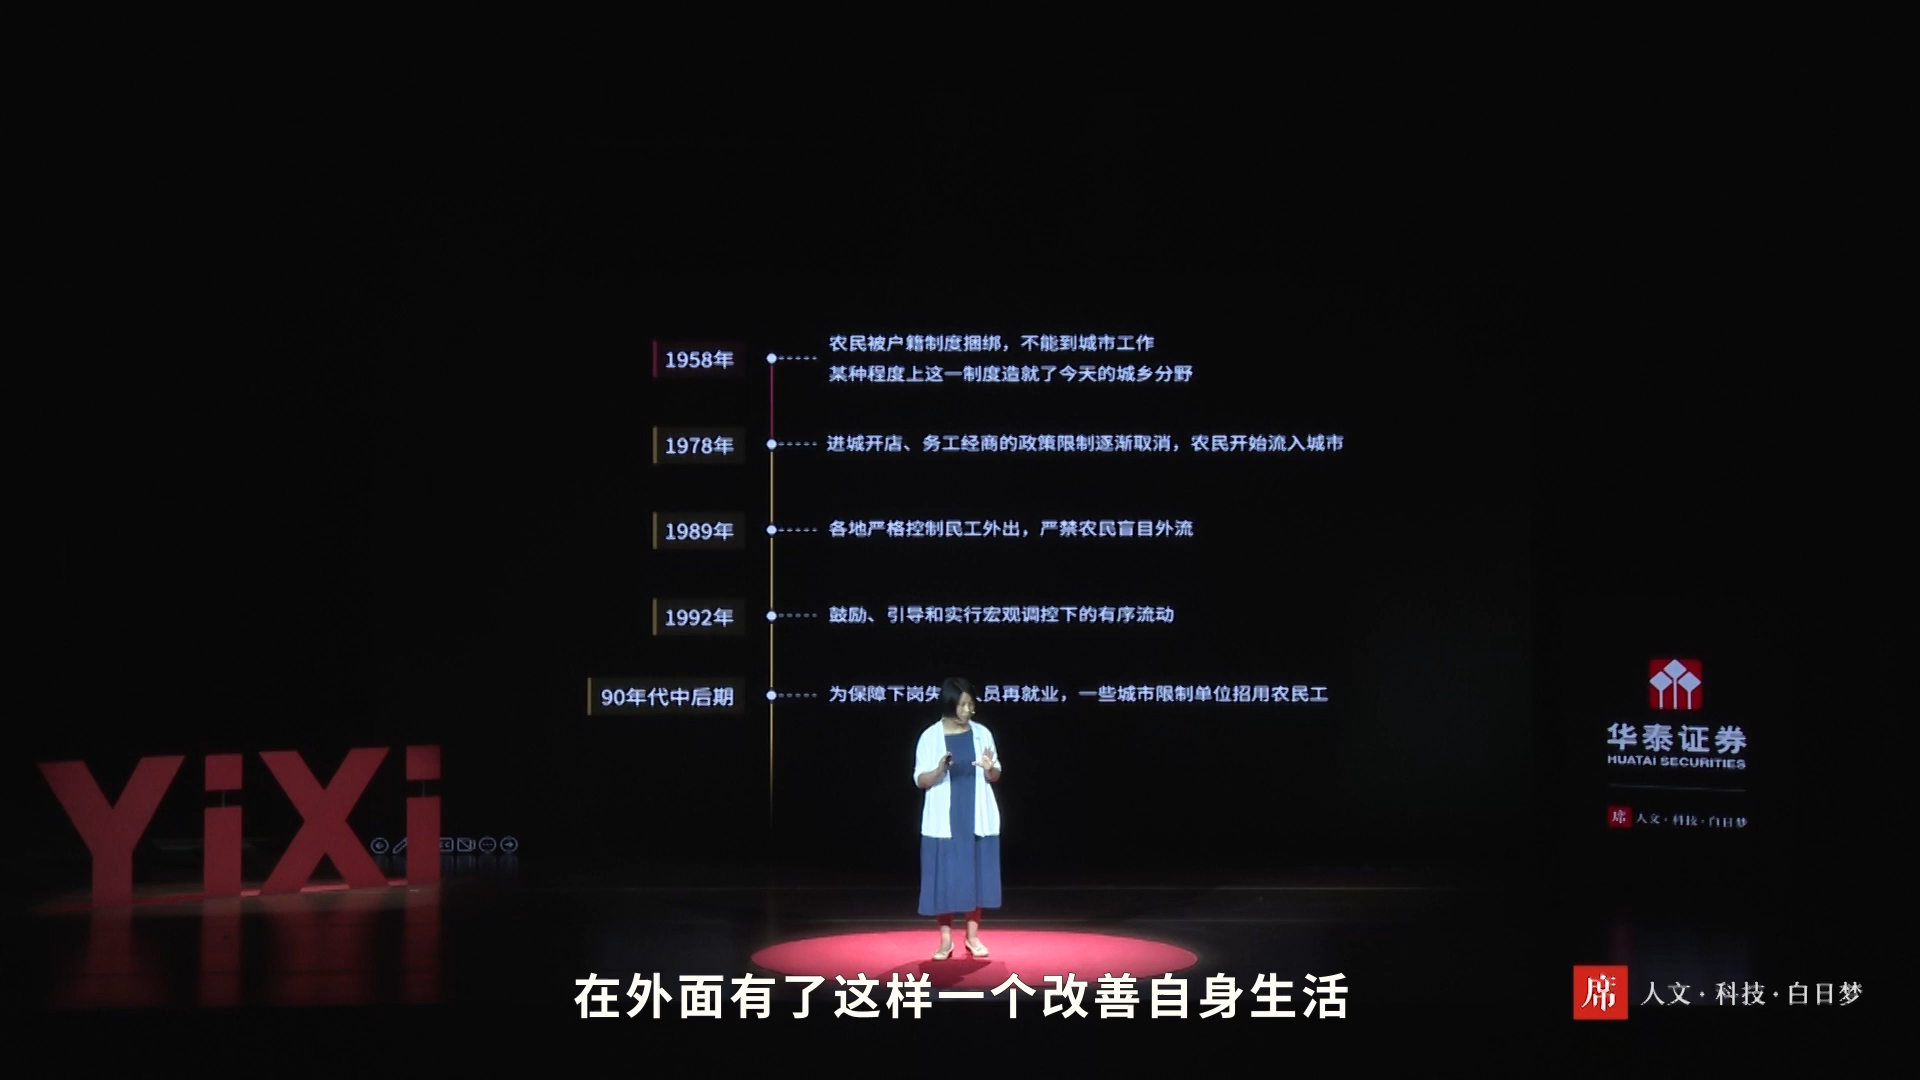 1958年
农民被户籍制度捆绑，不能到城市工作
某种程度上这一制度造就了今天的城乡分野
1978年
进城开店、务工经商的政策限制逐渐取消，农民开始流入城市
1989年
各地严格控制民工外出，严禁农民盲目外流
1992年
鼓励、引导和实行宏观调控下的有序流动
90年代中后期
为保障下岗失 人员再就业，一些城市限制单位招用农民工
YiXi
华泰证券
HUATAI SECURITIES
席 人文·科技·白日梦
在外面有了这样一个改善自身生活
席 人文·科技·白日梦